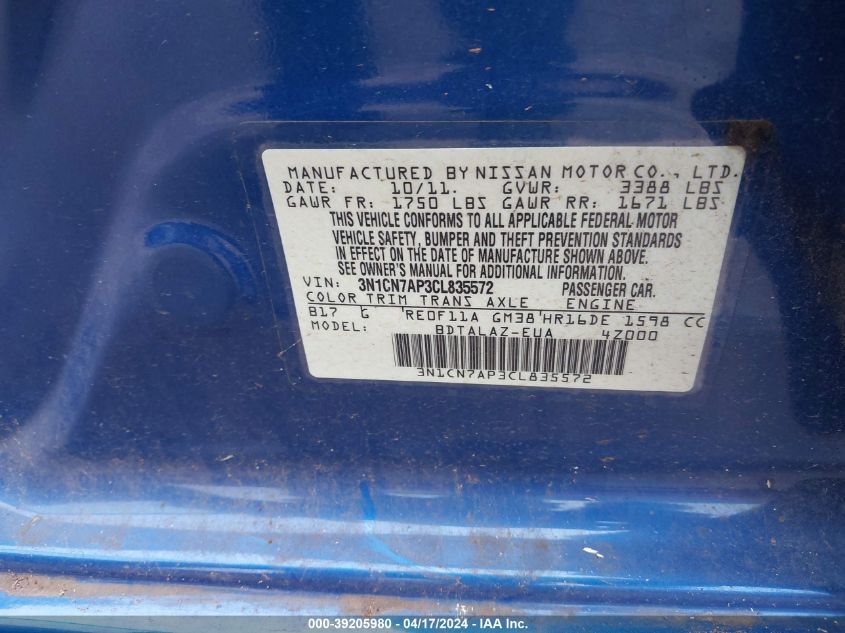 MANUFACTURED BY NISSAN MOTOR CO., LTD.
DATE: 10/11. GVWR: 3388 LBS
GAWR FR: 1750 LBS GAWR RR: 1671 LBS
THIS VEHICLE CONFORMS TO ALL APPLICABLE FEDERAL MOTOR
VEHICLE SAFETY, BUMPER AND THEFT PREVENTION STANDARDS
IN EFFECT ON THE DATE OF MANUFACTURE SHOWN ABOVE.
SEE OWNER'S MANUAL FOR ADDITIONAL INFORMATION.
VIN: 3N1CN7AP3CL835572 PASSENGER CAR.
COLOR TRIM TRANS AXLE ENGINE
B17 G RE0F11A GM38 HR16DE 1598 CC
MODEL: BDTALAZ-EUA 4Z000
3N1CN7AP3CL835572
000-39205980 - 04/17/2024 - IAA Inc.